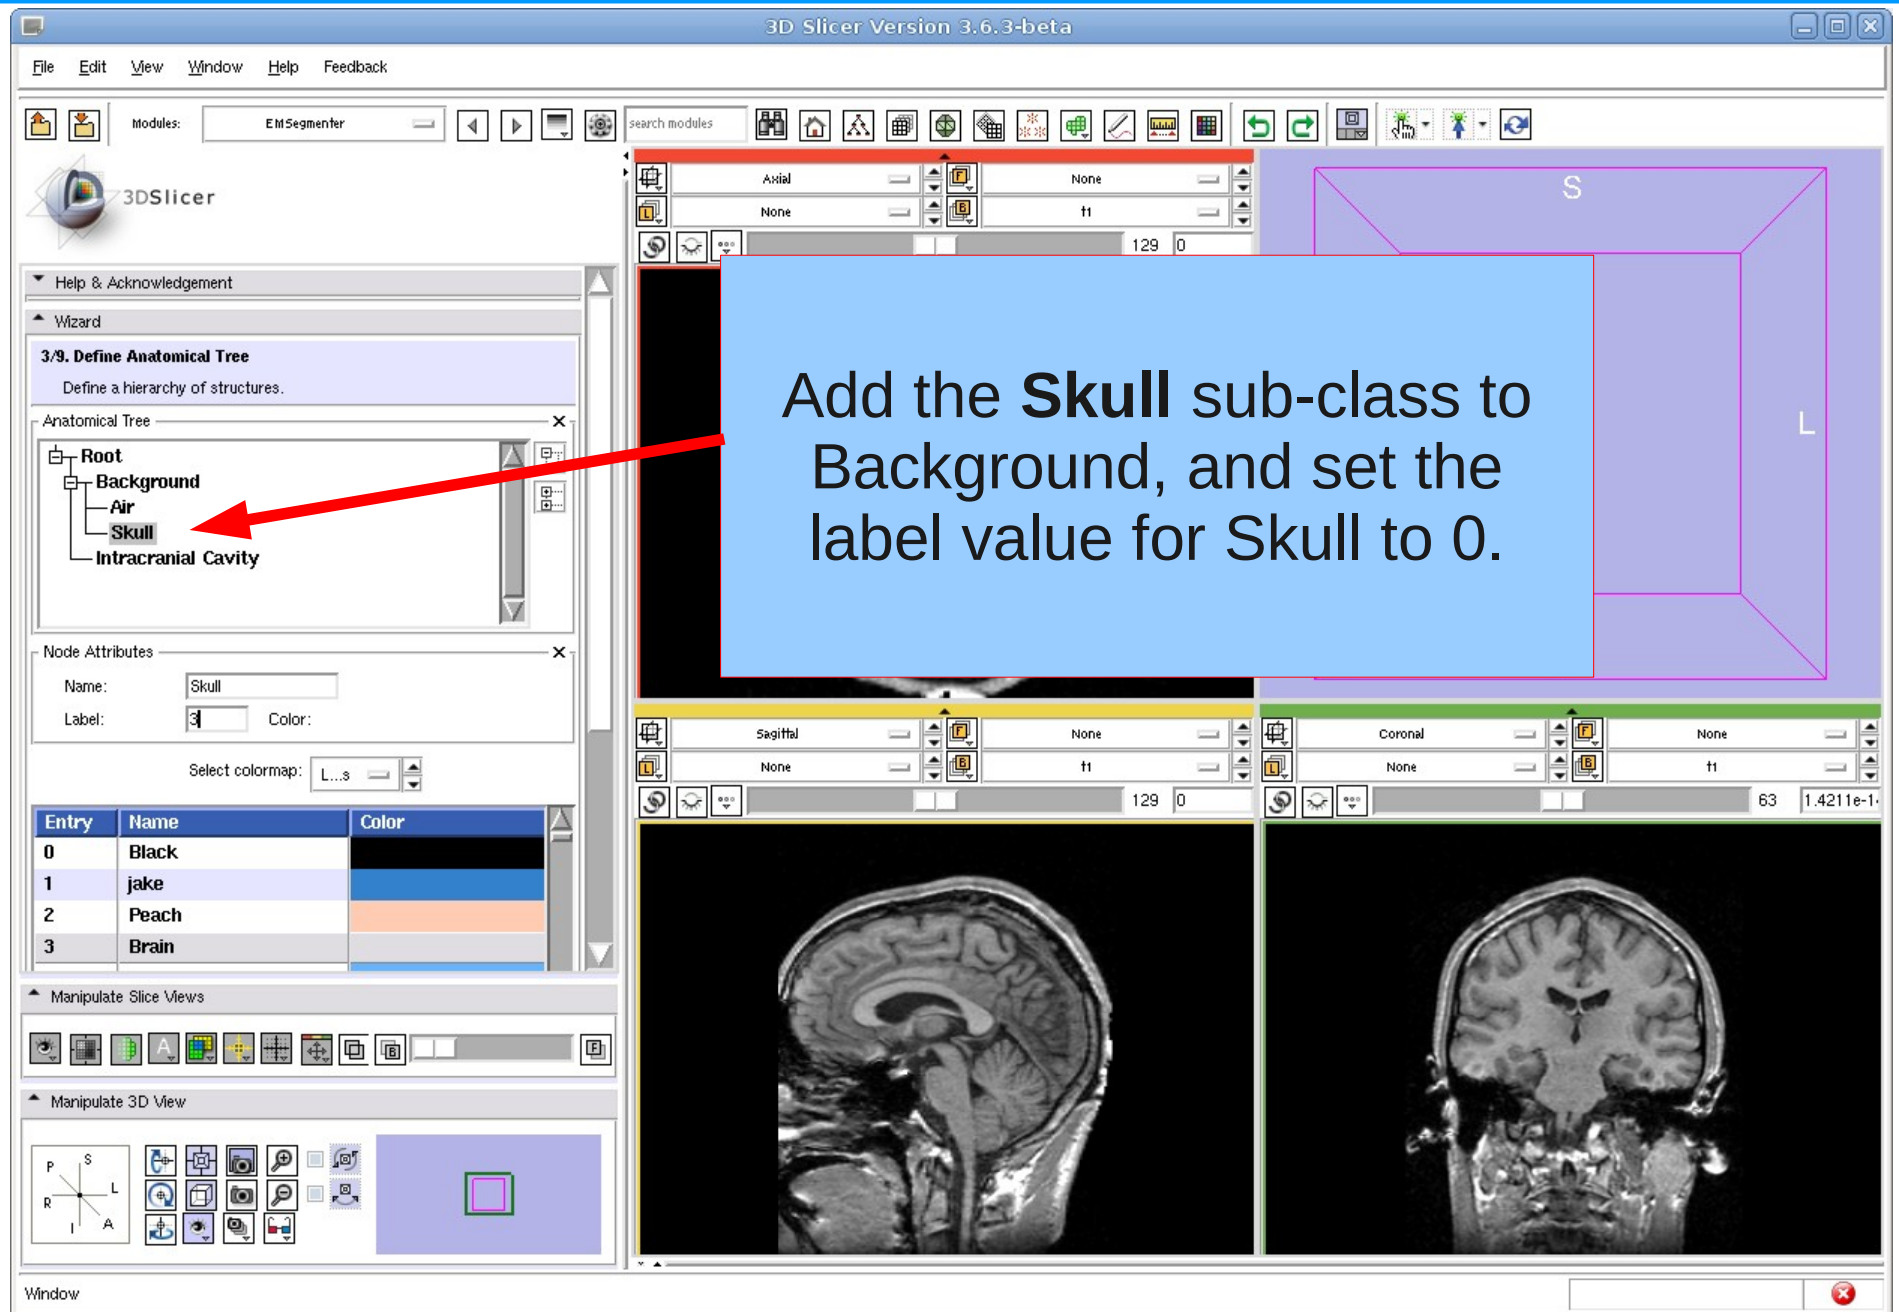 3D Slicer Version 3.6.3-beta
File Edit View Window Help Feedback
Modules: EMSegmenter search modules
3DSlicer
Help & Acknowledgement
Wizard
3/9. Define Anatomical Tree
Define a hierarchy of structures.
Anatomical Tree
Root
Background
Air
Skull
Intracranial Cavity
Node Attributes
Name: Skull
Label: 3 Color:
Select colormap: L...s
Entry Name Color
0 Black
1 jake
2 Peach
3 Brain
Manipulate Slice Views
A B F
Manipulate 3D View
P S
R L
I A
Axial F None
L None B t1
129 0
S
L
Add the Skull sub-class to
Background, and set the
label value for Skull to 0.
Sagittal F None
L None B t1
129 0
Coronal F None
L None B t1
63 1.4211e-1
Window